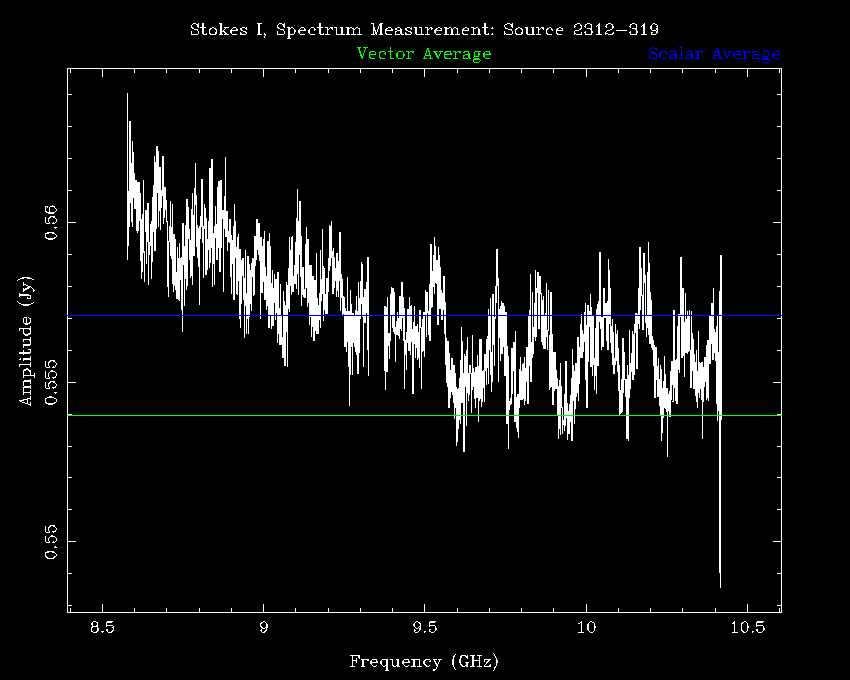 Stokes I, Spectrum Measurement: Source 2312-319
Vector Average Scalar Average
0.56
0.555
0.55
Amplitude (Jy)
8.5 9 9.5 10 10.5
Frequency (GHz)